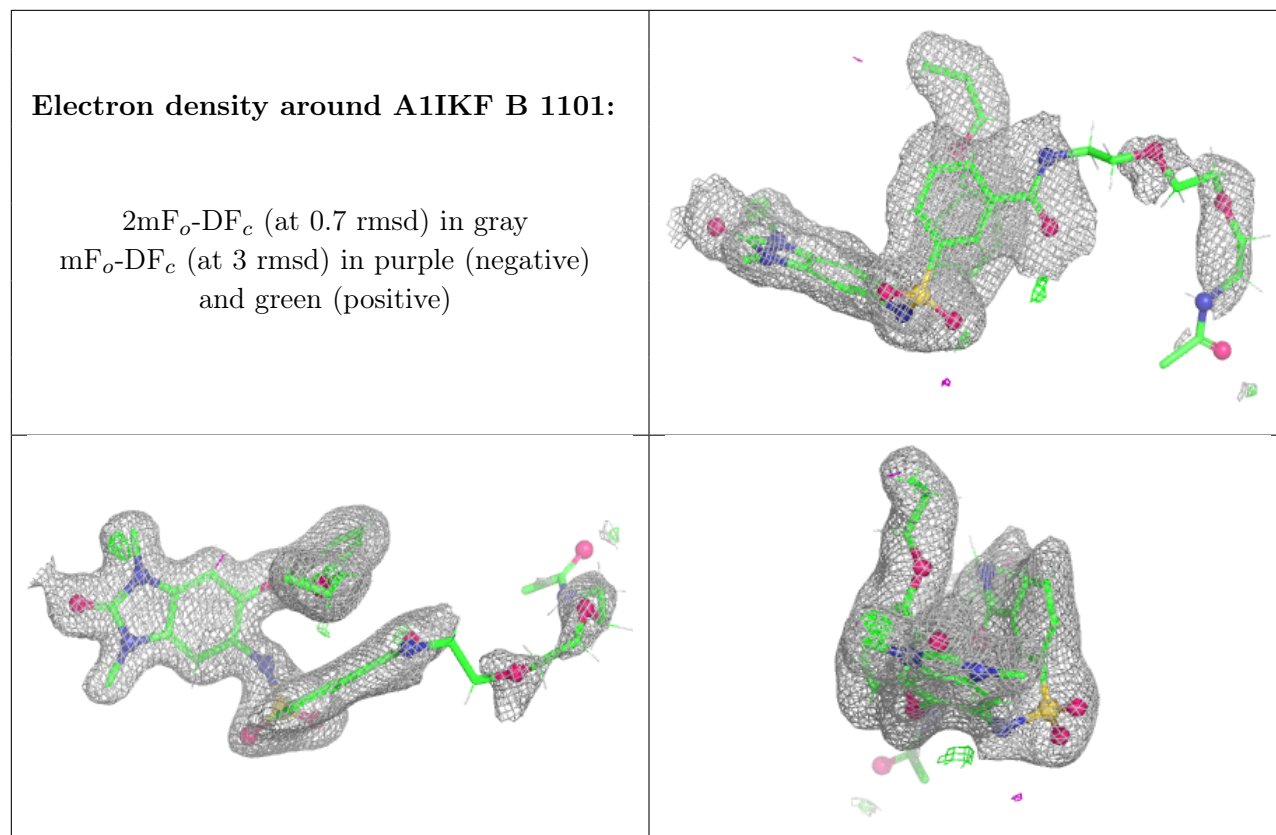 Electron density around A1IKF B 1101:
2mFo-DFc (at 0.7 rmsd) in gray
mFo-DFc (at 3 rmsd) in purple (negative)
and green (positive)